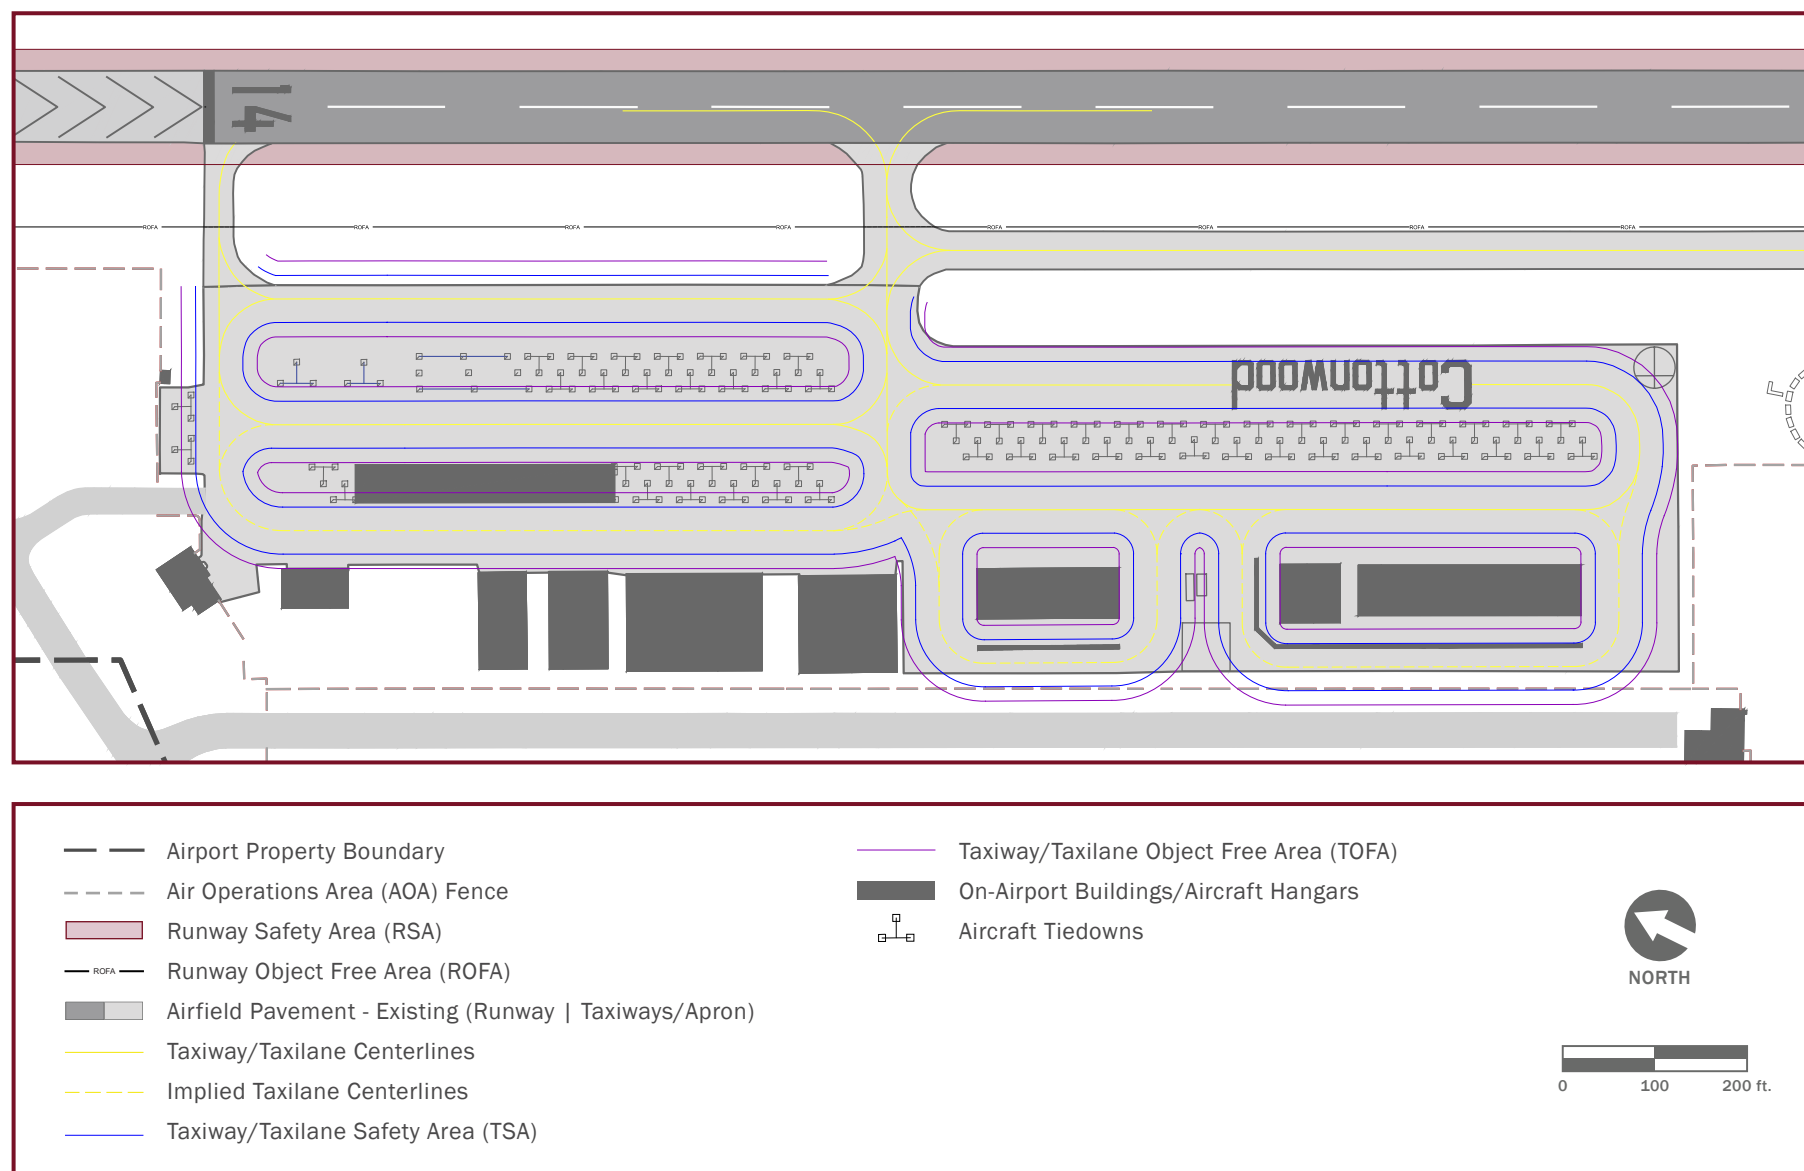 14
ROFA ROFA ROFA ROFA ROFA ROFA ROFA ROFA
Cottonwood
Airport Property Boundary
Air Operations Area (AOA) Fence
Runway Safety Area (RSA)
ROFA
Runway Object Free Area (ROFA)
Airfield Pavement - Existing (Runway | Taxiways/Apron)
Taxiway/Taxilane Centerlines
Implied Taxilane Centerlines
Taxiway/Taxilane Safety Area (TSA)
Taxiway/Taxilane Object Free Area (TOFA)
On-Airport Buildings/Aircraft Hangars
Aircraft Tiedowns
NORTH
0 100 200 ft.